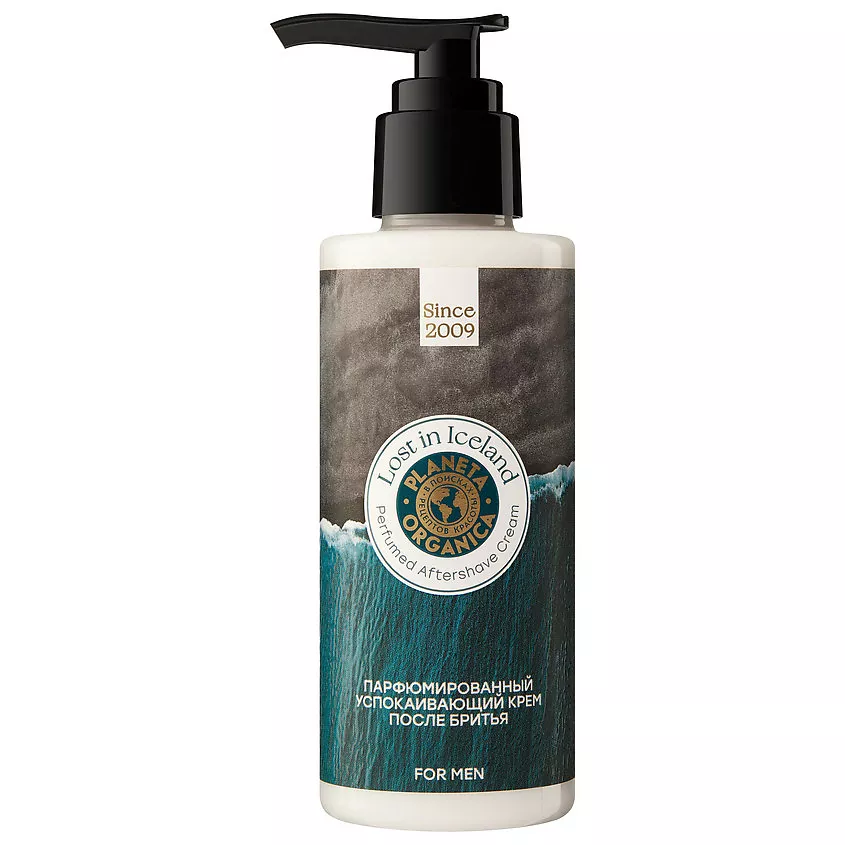 Since
2009
Lost in Iceland
PLANETA
В ПОИСКАХ
РЕЦЕПТОВ КРАСОТЫ
ORGANICA
Perfumed Aftershave Cream
ПАРФЮМИРОВАННЫЙ
УСПОКАИВАЮЩИЙ КРЕМ
ПОСЛЕ БРИТЬЯ
FOR MEN